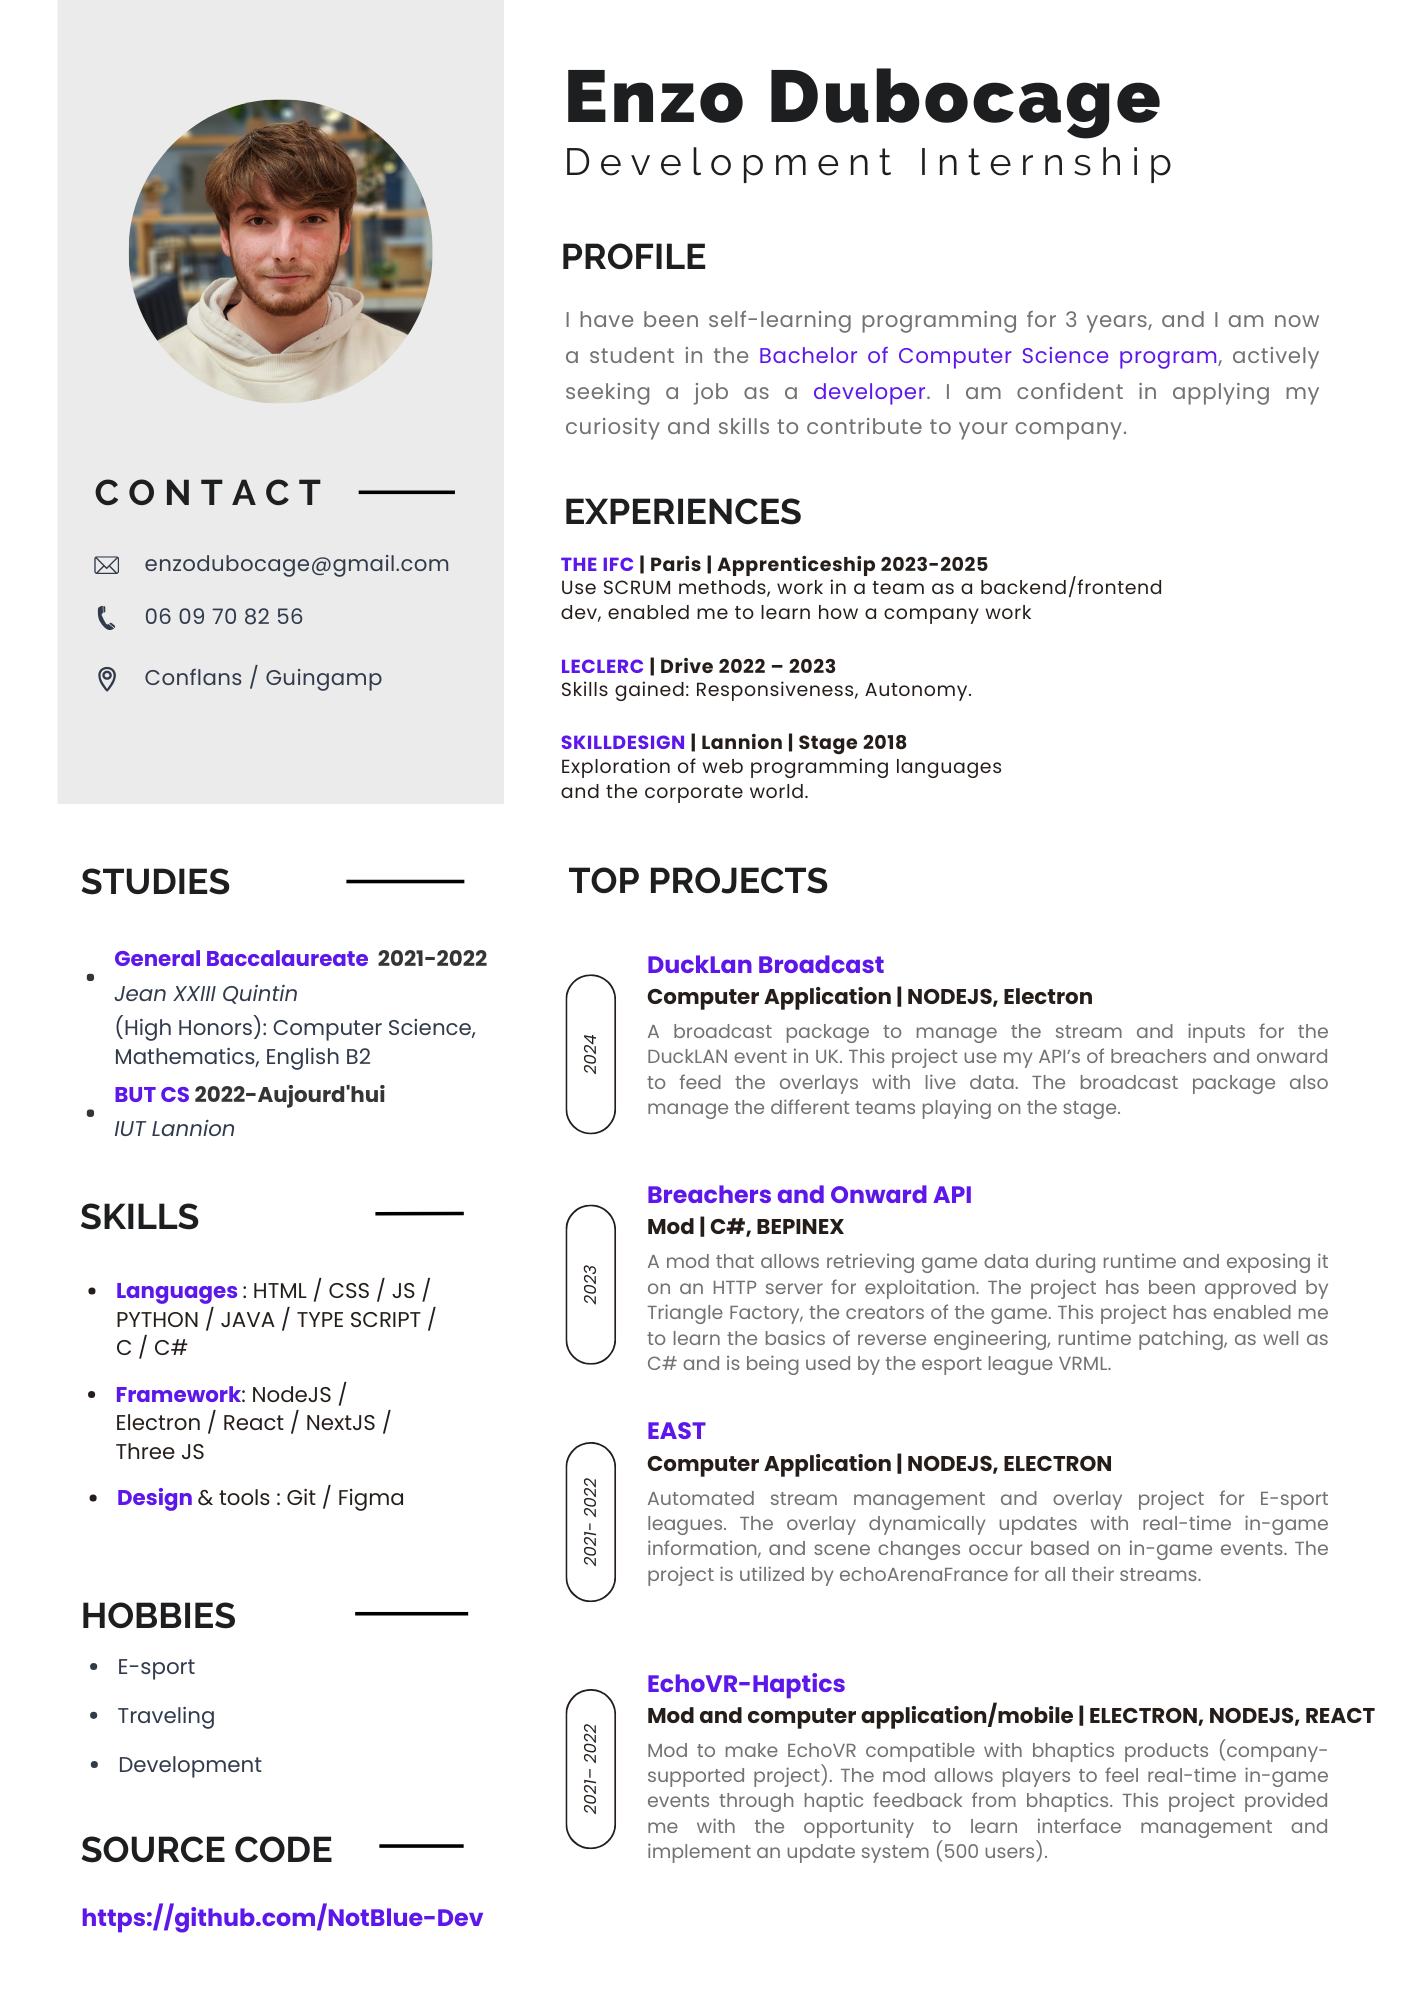 Enzo Dubocage
Development Internship
CONTACT
enzodubocage@gmail.com
06 09 70 82 56
Conflans / Guingamp
PROFILE
I have been self-learning programming for 3 years, and I am now
a student in the Bachelor of Computer Science program, actively
seeking a job as a developer. I am confident in applying my
curiosity and skills to contribute to your company.
EXPERIENCES
THE IFC | Paris | Apprenticeship 2023-2025
Use SCRUM methods, work in a team as a backend/frontend
dev, enabled me to learn how a company work
LECLERC | Drive 2022 – 2023
Skills gained: Responsiveness, Autonomy.
SKILLDESIGN | Lannion | Stage 2018
Exploration of web programming languages
and the corporate world.
STUDIES
• General Baccalaureate 2021-2022
Jean XXIII Quintin
(High Honors): Computer Science,
Mathematics, English B2
• BUT CS 2022-Aujourd'hui
IUT Lannion
SKILLS
• Languages : HTML / CSS / JS /
PYTHON / JAVA / TYPE SCRIPT /
C / C#
• Framework: NodeJS /
Electron / React / NextJS /
Three JS
• Design & tools : Git / Figma
HOBBIES
• E-sport
• Traveling
• Development
SOURCE CODE
https://github.com/NotBlue-Dev
TOP PROJECTS
2024
DuckLan Broadcast
Computer Application | NODEJS, Electron
A broadcast package to manage the stream and inputs for the
DuckLAN event in UK. This project use my API's of breachers and onward
to feed the overlays with live data. The broadcast package also
manage the different teams playing on the stage.
2023
Breachers and Onward API
Mod | C#, BEPINEX
A mod that allows retrieving game data during runtime and exposing it
on an HTTP server for exploitation. The project has been approved by
Triangle Factory, the creators of the game. This project has enabled me
to learn the basics of reverse engineering, runtime patching, as well as
C# and is being used by the esport league VRML.
2021- 2022
EAST
Computer Application | NODEJS, ELECTRON
Automated stream management and overlay project for E-sport
leagues. The overlay dynamically updates with real-time in-game
information, and scene changes occur based on in-game events. The
project is utilized by echoArenaFrance for all their streams.
2021– 2022
EchoVR-Haptics
Mod and computer application/mobile | ELECTRON, NODEJS, REACT
Mod to make EchoVR compatible with bhaptics products (company-
supported project). The mod allows players to feel real-time in-game
events through haptic feedback from bhaptics. This project provided
me with the opportunity to learn interface management and
implement an update system (500 users).